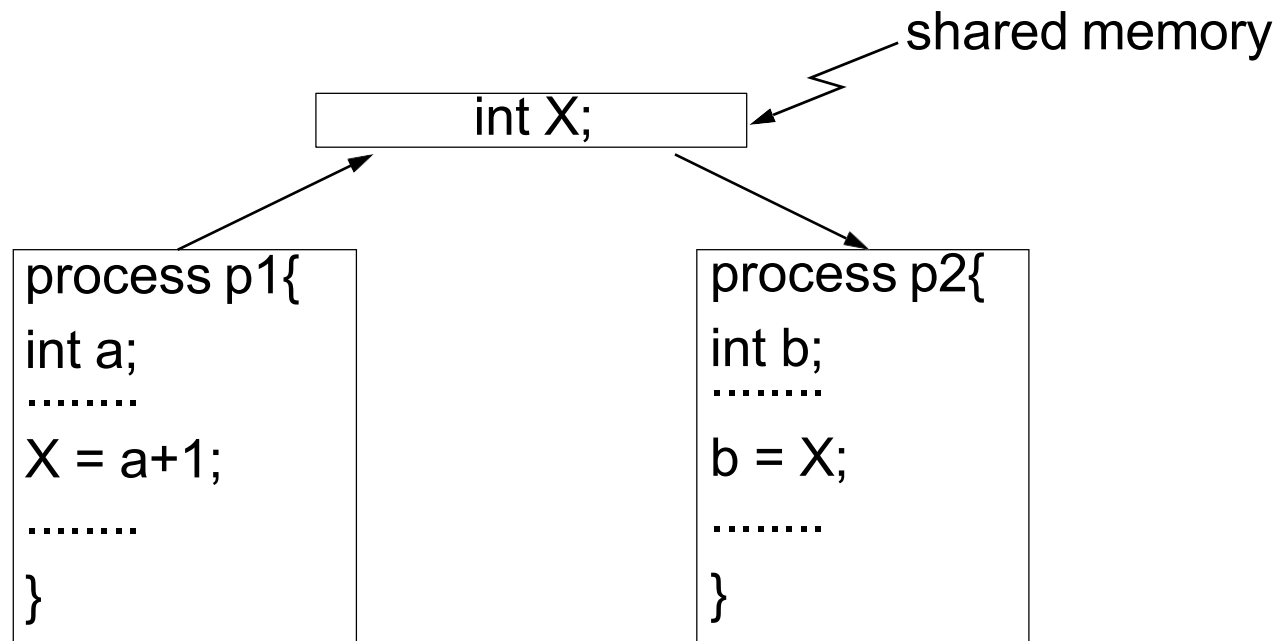 shared memory
int X;
process p1{
int a;
........
X = a+1;
........
}
process p2{
int b;
........
b = X;
........
}